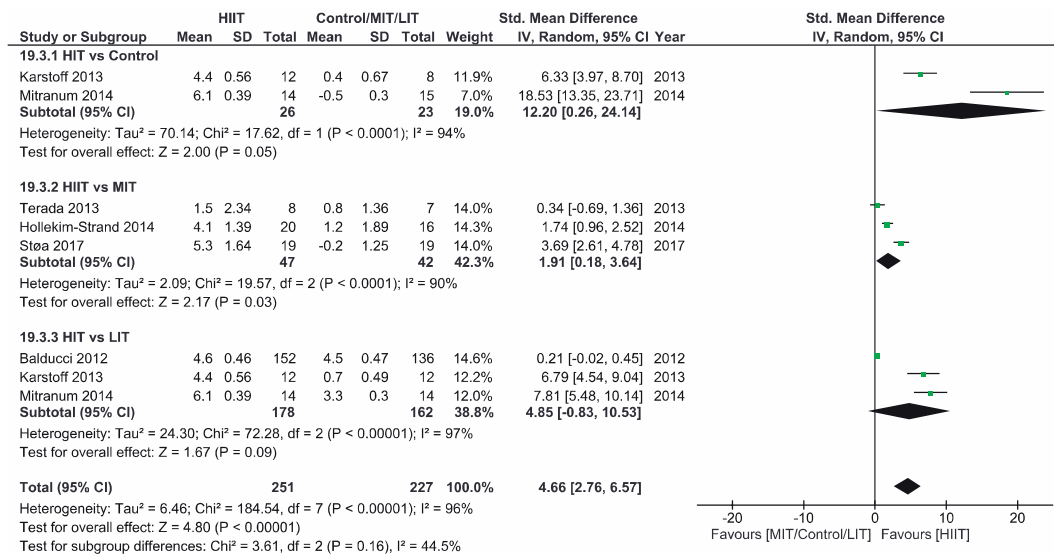 HIIT Control/MIT/LIT Std. Mean Difference Std. Mean Difference
Study or Subgroup Mean SD Total Mean SD Total Weight IV, Random, 95% CI Year IV, Random, 95% CI
19.3.1 HIT vs Control
Karstoff 2013 4.4 0.56 12 0.4 0.67 8 11.9% 6.33 [3.97, 8.70] 2013
Mitranum 2014 6.1 0.39 14 -0.5 0.3 15 7.0% 18.53 [13.35, 23.71] 2014
Subtotal (95% CI) 26 23 19.0% 12.20 [0.26, 24.14]
Heterogeneity: Tau² = 70.14; Chi² = 17.62, df = 1 (P < 0.0001); I² = 94%
Test for overall effect: Z = 2.00 (P = 0.05)
19.3.2 HIIT vs MIT
Terada 2013 1.5 2.34 8 0.8 1.36 7 14.0% 0.34 [-0.69, 1.36] 2013
Hollekim-Strand 2014 4.1 1.39 20 1.2 1.89 16 14.3% 1.74 [0.96, 2.52] 2014
Støa 2017 5.3 1.64 19 -0.2 1.25 19 14.0% 3.69 [2.61, 4.78] 2017
Subtotal (95% CI) 47 42 42.3% 1.91 [0.18, 3.64]
Heterogeneity: Tau² = 2.09; Chi² = 19.57, df = 2 (P < 0.0001); I² = 90%
Test for overall effect: Z = 2.17 (P = 0.03)
19.3.3 HIT vs LIT
Balducci 2012 4.6 0.46 152 4.5 0.47 136 14.6% 0.21 [-0.02, 0.45] 2012
Karstoff 2013 4.4 0.56 12 0.7 0.49 12 12.2% 6.79 [4.54, 9.04] 2013
Mitranum 2014 6.1 0.39 14 3.3 0.3 14 12.0% 7.81 [5.48, 10.14] 2014
Subtotal (95% CI) 178 162 38.8% 4.85 [-0.83, 10.53]
Heterogeneity: Tau² = 24.30; Chi² = 72.28, df = 2 (P < 0.00001); I² = 97%
Test for overall effect: Z = 1.67 (P = 0.09)
Total (95% CI) 251 227 100.0% 4.66 [2.76, 6.57]
Heterogeneity: Tau² = 6.46; Chi² = 184.54, df = 7 (P < 0.00001); I² = 96%
Test for overall effect: Z = 4.80 (P < 0.00001)
Test for subgroup differences: Chi² = 3.61, df = 2 (P = 0.16), I² = 44.5%
-20 -10 0 10 20
Favours [MIT/Control/LIT] Favours [HIIT]